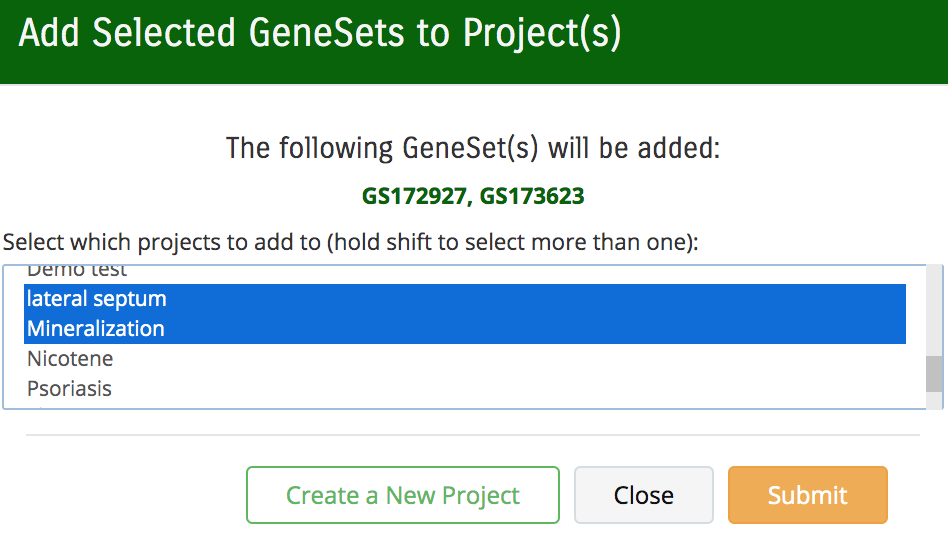 Add Selected GeneSets to Project(s)
The following GeneSet(s) will be added:
GS172927, GS173623
Select which projects to add to (hold shift to select more than one):
Demo test
lateral septum
Mineralization
Nicotene
Psoriasis
Create a New Project
Close
Submit